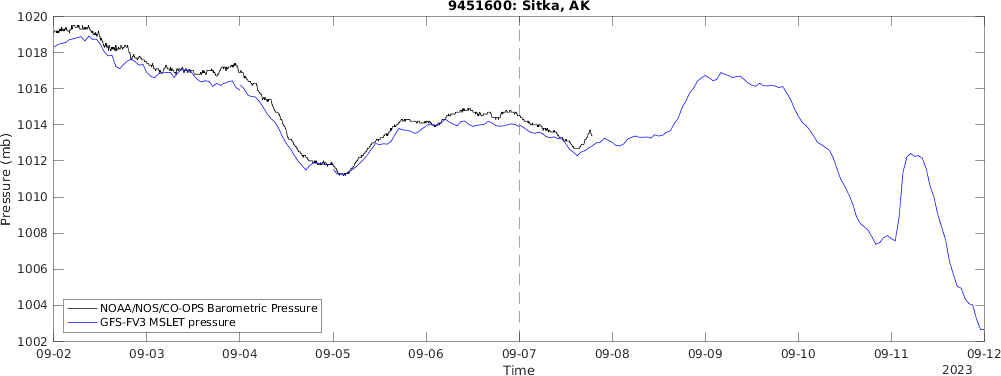 9451600: Sitka, AK
1020
1018
1016
1014
1012
1010
1008
1006
1004
1002
Pressure (mb)
NOAA/NOS/CO-OPS Barometric Pressure
GFS-FV3 MSLET pressure
09-02 09-03 09-04 09-05 09-06 09-07 09-08 09-09 09-10 09-11 09-12
Time
2023